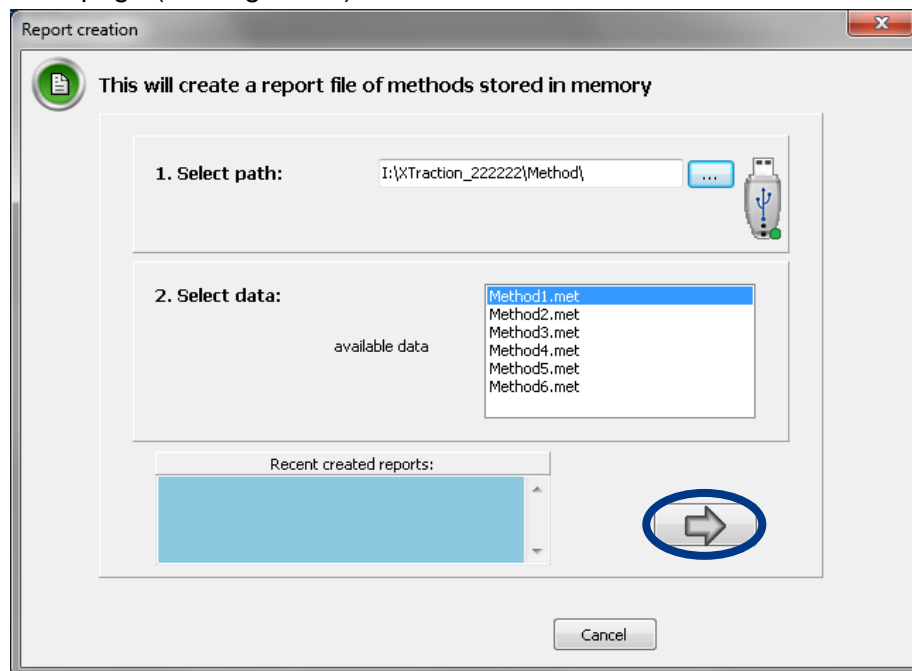 Report creation
This will create a report file of methods stored in memory
1. Select path:
I:\XTraction_222222\Method\
...
2. Select data:
available data
Method1.met
Method2.met
Method3.met
Method4.met
Method5.met
Method6.met
Recent created reports:
Cancel